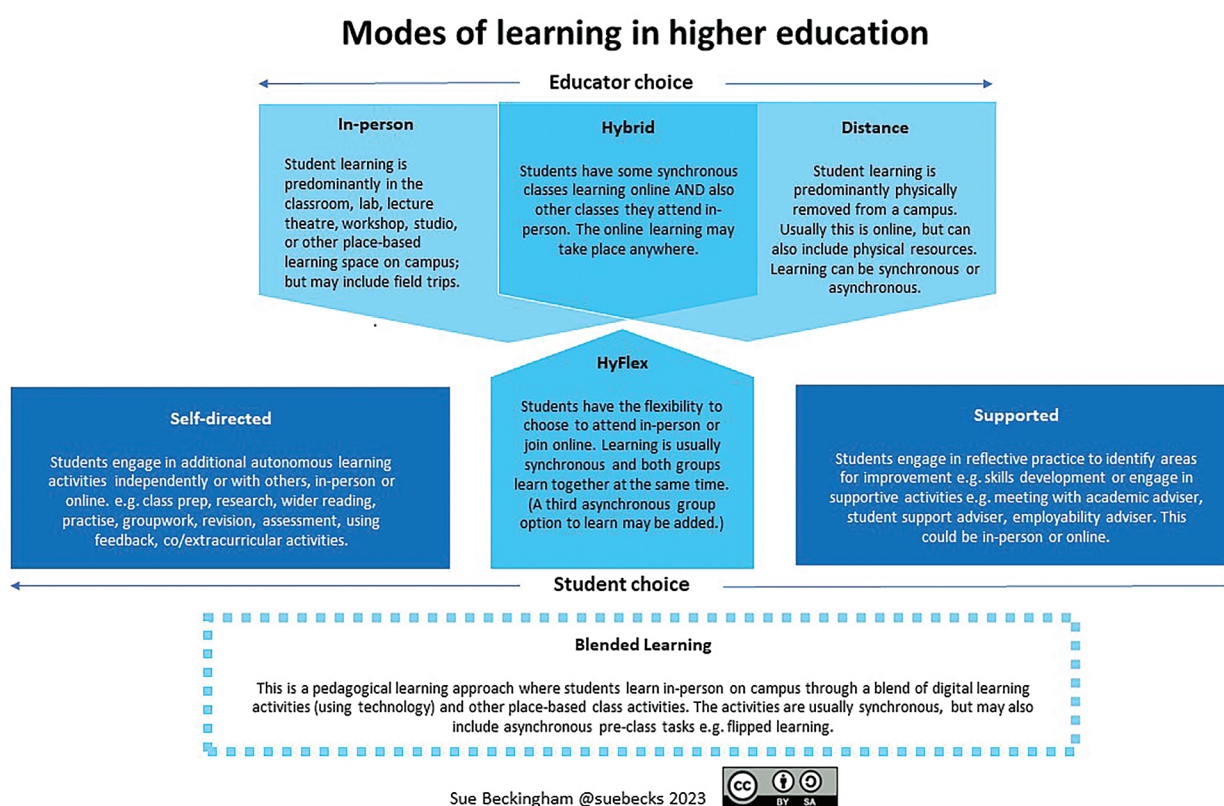 Modes of learning in higher education
Educator choice
In-person
Student learning is
predominantly in the
classroom, lab, lecture
theatre, workshop, studio,
or other place-based
learning space on campus;
but may include field trips.
Hybrid
Students have some synchronous
classes learning online AND also
other classes they attend in-
person. The online learning may
take place anywhere.
Distance
Student learning is
predominantly physically
removed from a campus.
Usually this is online, but can
also include physical resources.
Learning can be synchronous or
asynchronous.
Self-directed
Students engage in additional autonomous learning
activities independently or with others, in-person or
online. e.g. class prep, research, wider reading,
practise, groupwork, revision, assessment, using
feedback, co/extracurricular activities.
HyFlex
Students have the flexibility to
choose to attend in-person or
join online. Learning is usually
synchronous and both groups
learn together at the same time.
(A third asynchronous group
option to learn may be added.)
Supported
Students engage in reflective practice to identify areas
for improvement e.g. skills development or engage in
supportive activities e.g. meeting with academic adviser,
student support adviser, employability adviser. This
could be in-person or online.
Student choice
Blended Learning
This is a pedagogical learning approach where students learn in-person on campus through a blend of digital learning
activities (using technology) and other place-based class activities. The activities are usually synchronous, but may also
include asynchronous pre-class tasks e.g. flipped learning.
Sue Beckingham @suebecks 2023
cc
BY SA